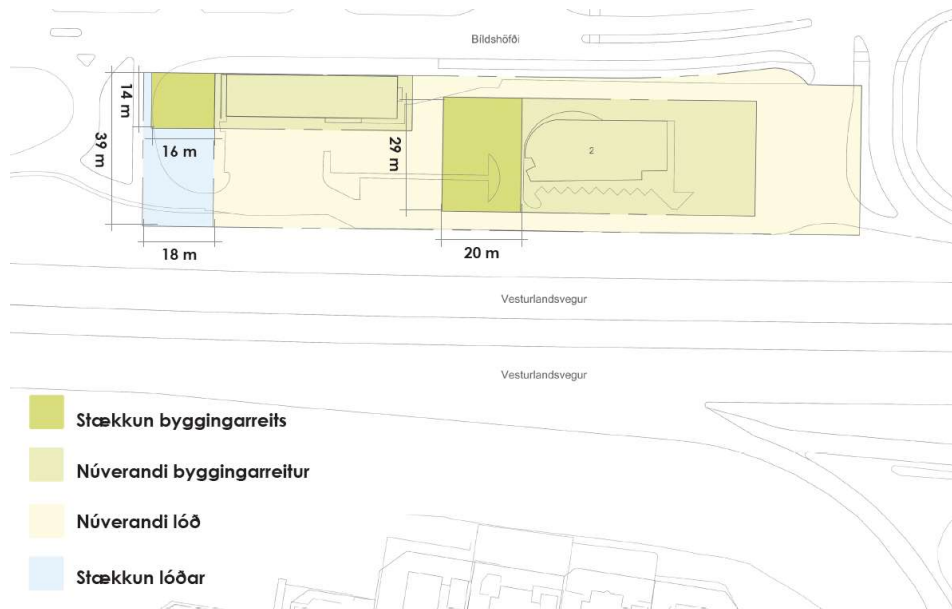 Bíldshöfði
14 m
39 m
16 m
18 m
29 m
20 m
2
Vesturlandsvegur
Vesturlandsvegur
Stækkun byggingarreits
Núverandi byggingarreitur
Núverandi lóð
Stækkun lóðar